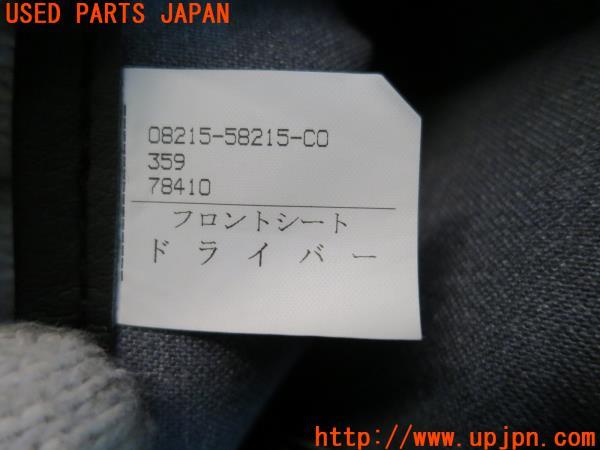 USED PARTS JAPAN
08215-58215-C0
359
78410
フロントシート
ドライバー
http://www.upjpn.com